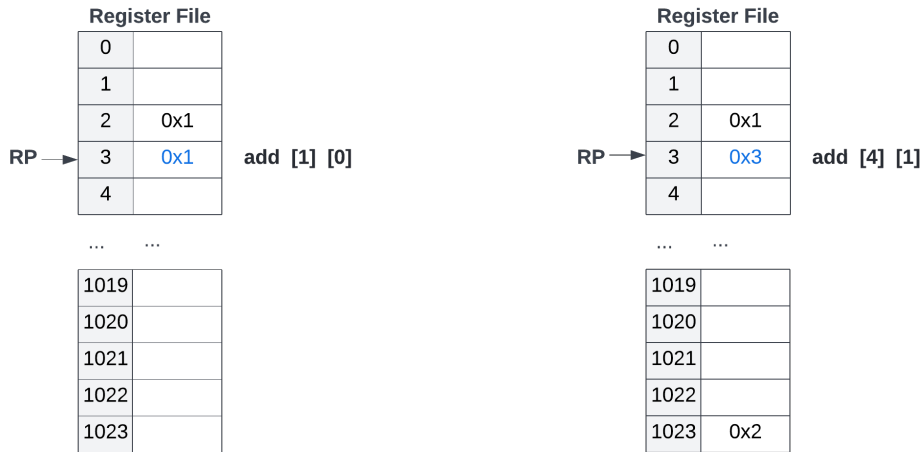 Register File
0
1
2 0x1
RP 3 0x1 add [1] [0]
4
... ...
1019
1020
1021
1022
1023
Register File
0
1
2 0x1
RP 3 0x3 add [4] [1]
4
... ...
1019
1020
1021
1022
1023 0x2